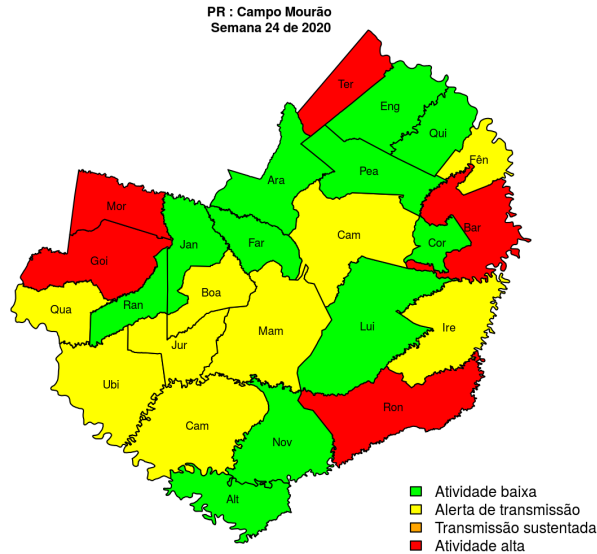 PR : Campo Mourão
Semana 24 de 2020
Ter
Eng
Qui
Fên
Pea
Ara
Mor
Bar
Cam
Jan
Far
Cor
Goi
Boa
Ran
Qua
Lui
Ire
Mam
Jur
Ubi
Ron
Cam
Nov
Alt
Atividade baixa
Alerta de transmissão
Transmissão sustentada
Atividade alta